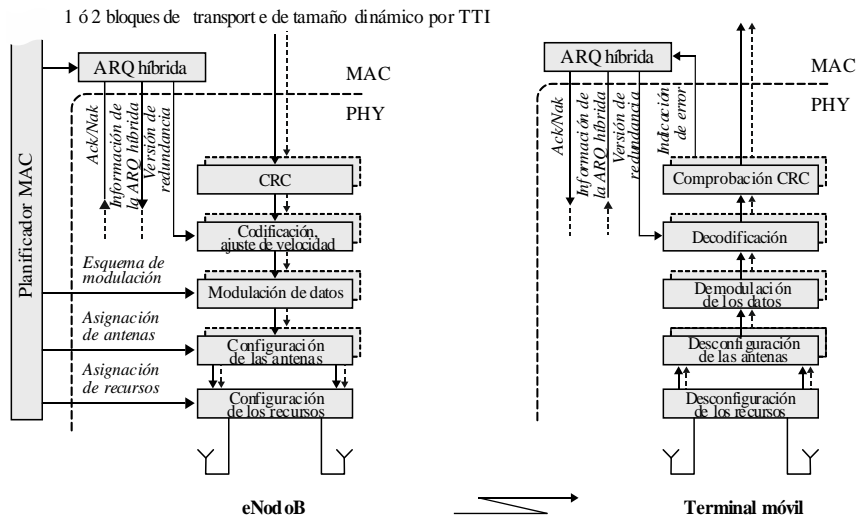 1 ó 2 bloques de transporte de tamaño dinámico por TTI
Planificador MAC
ARQ híbrida
MAC
PHY
Ack/Nak
Información de
la ARQ híbrida
Versión de
redundancia
CRC
Codificación,
ajuste de velocidad
Esquema de
modulación
Modulación de datos
Asignación
de antenas
Configuración
de las antenas
Asignación
de recursos
Configuración
de los recursos
eNodoB
ARQ híbrida
MAC
PHY
Ack/Nak
Información de
la ARQ híbrida
Versión de
redundancia
Indicación
de error
Comprobación CRC
Decodificación
Demodulación
de los datos
Desconfiguración
de las antenas
Desconfiguración
de los recursos
Terminal móvil